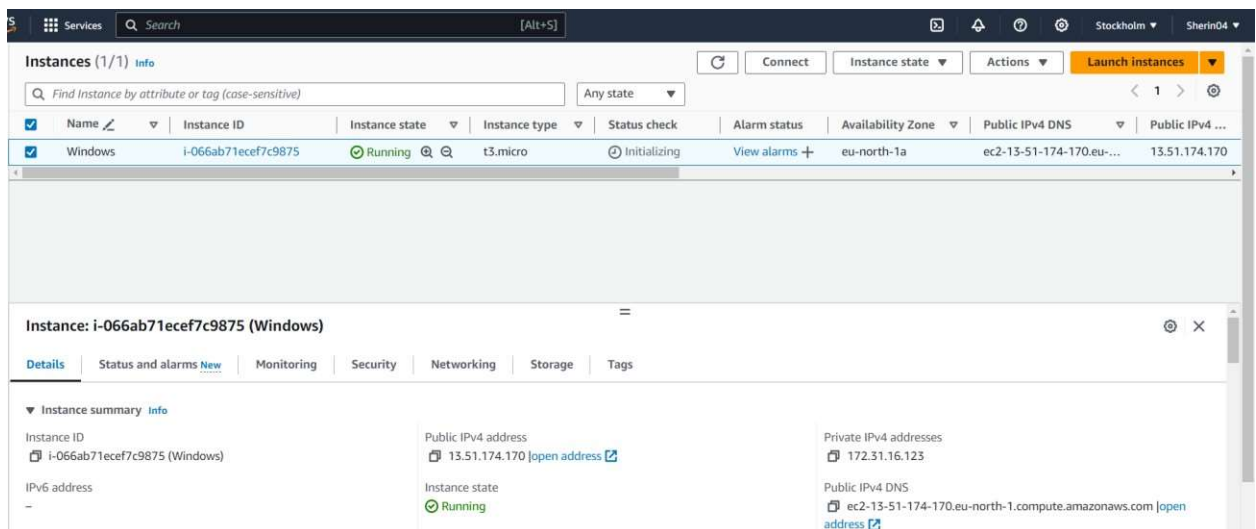 Services Search [Alt+S] Stockholm ▼ Sherin04 ▼
Instances (1/1) Info Connect Instance state ▼ Actions ▼ Launch instances ▼
Find Instance by attribute or tag (case-sensitive) Any state ▼ < 1 >
Name Instance ID Instance state Instance type Status check Alarm status Availability Zone Public IPv4 DNS Public IPv4 ...
Windows i-066ab71ecef7c9875 Running t3.micro Initializing View alarms + eu-north-1a ec2-13-51-174-170.eu-... 13.51.174.170
Instance: i-066ab71ecef7c9875 (Windows)
Details Status and alarms New Monitoring Security Networking Storage Tags
▼ Instance summary Info
Instance ID Public IPv4 address Private IPv4 addresses
i-066ab71ecef7c9875 (Windows) 13.51.174.170 |open address 172.31.16.123
IPv6 address Instance state Public IPv4 DNS
– Running ec2-13-51-174-170.eu-north-1.compute.amazonaws.com |open
address